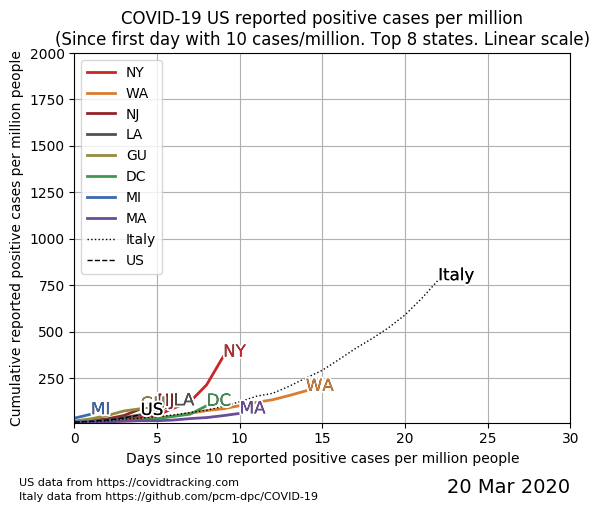 COVID-19 US reported positive cases per million
(Since first day with 10 cases/million. Top 8 states. Linear scale)
Cumulative reported positive cases per million people
2000
1750
1500
1250
1000
750
500
250
NY
WA
NJ
LA
GU
DC
MI
MA
Italy
US
Italy
NY
WA
MI
GU
US
NJ
LA
DC
MA
0
5
10
15
20
25
30
Days since 10 reported positive cases per million people
US data from https://covidtracking.com
Italy data from https://github.com/pcm-dpc/COVID-19
20 Mar 2020